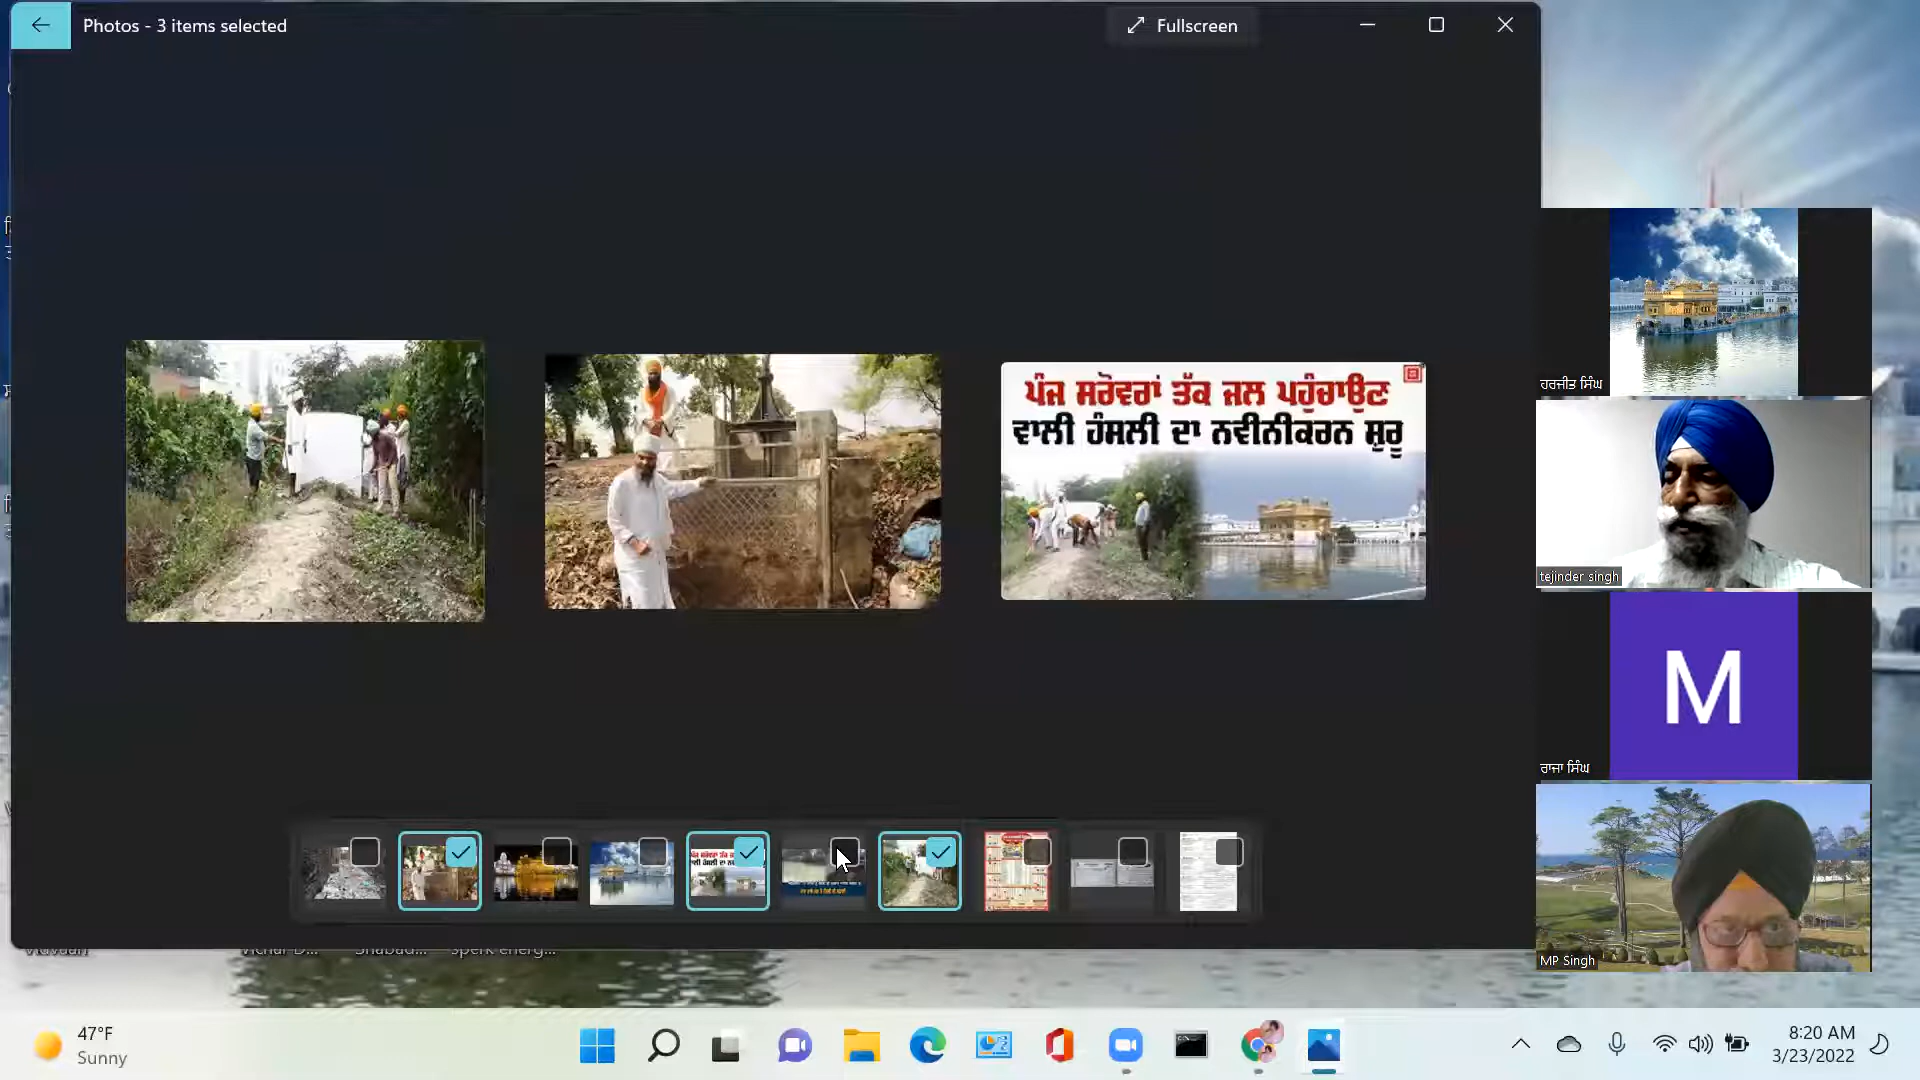 Photos - 3 items selected
Fullscreen
ਪੰਜ ਸਰੋਵਰਾਂ ਤੱਕ ਜਲ ਪਹੁੰਚਾਉਣ
ਵਾਲੀ ਹੰਸਲੀ ਦਾ ਨਵੀਨੀਕਰਨ ਸ਼ੁਰੂ
ਹਰਜੀਤ ਸਿੰਘ
tejinder singh
M
ਰਾਜਾ ਸਿੰਘ
MP Singh
47°F
Sunny
8:20 AM
3/23/2022